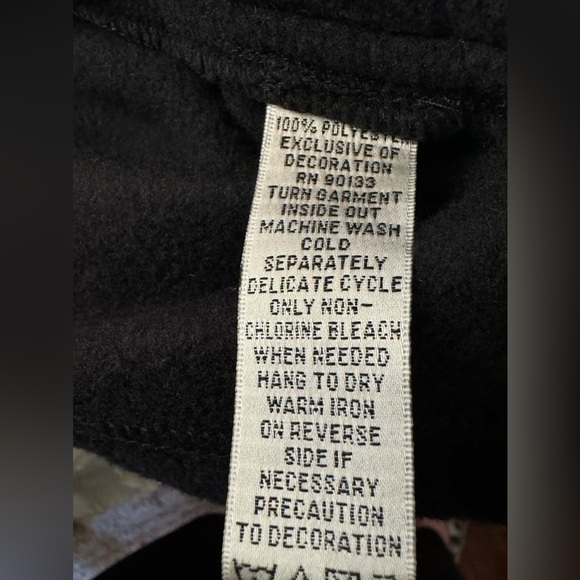 100% POLYESTER
EXCLUSIVE OF
DECORATION
RN 90133
TURN GARMENT
INSIDE OUT
MACHINE WASH
COLD
SEPARATELY
DELICATE CYCLE
ONLY NON-
CHLORINE BLEACH
WHEN NEEDED
HANG TO DRY
WARM IRON
ON REVERSE
SIDE IF
NECESSARY
PRECAUTION
TO DECORATION